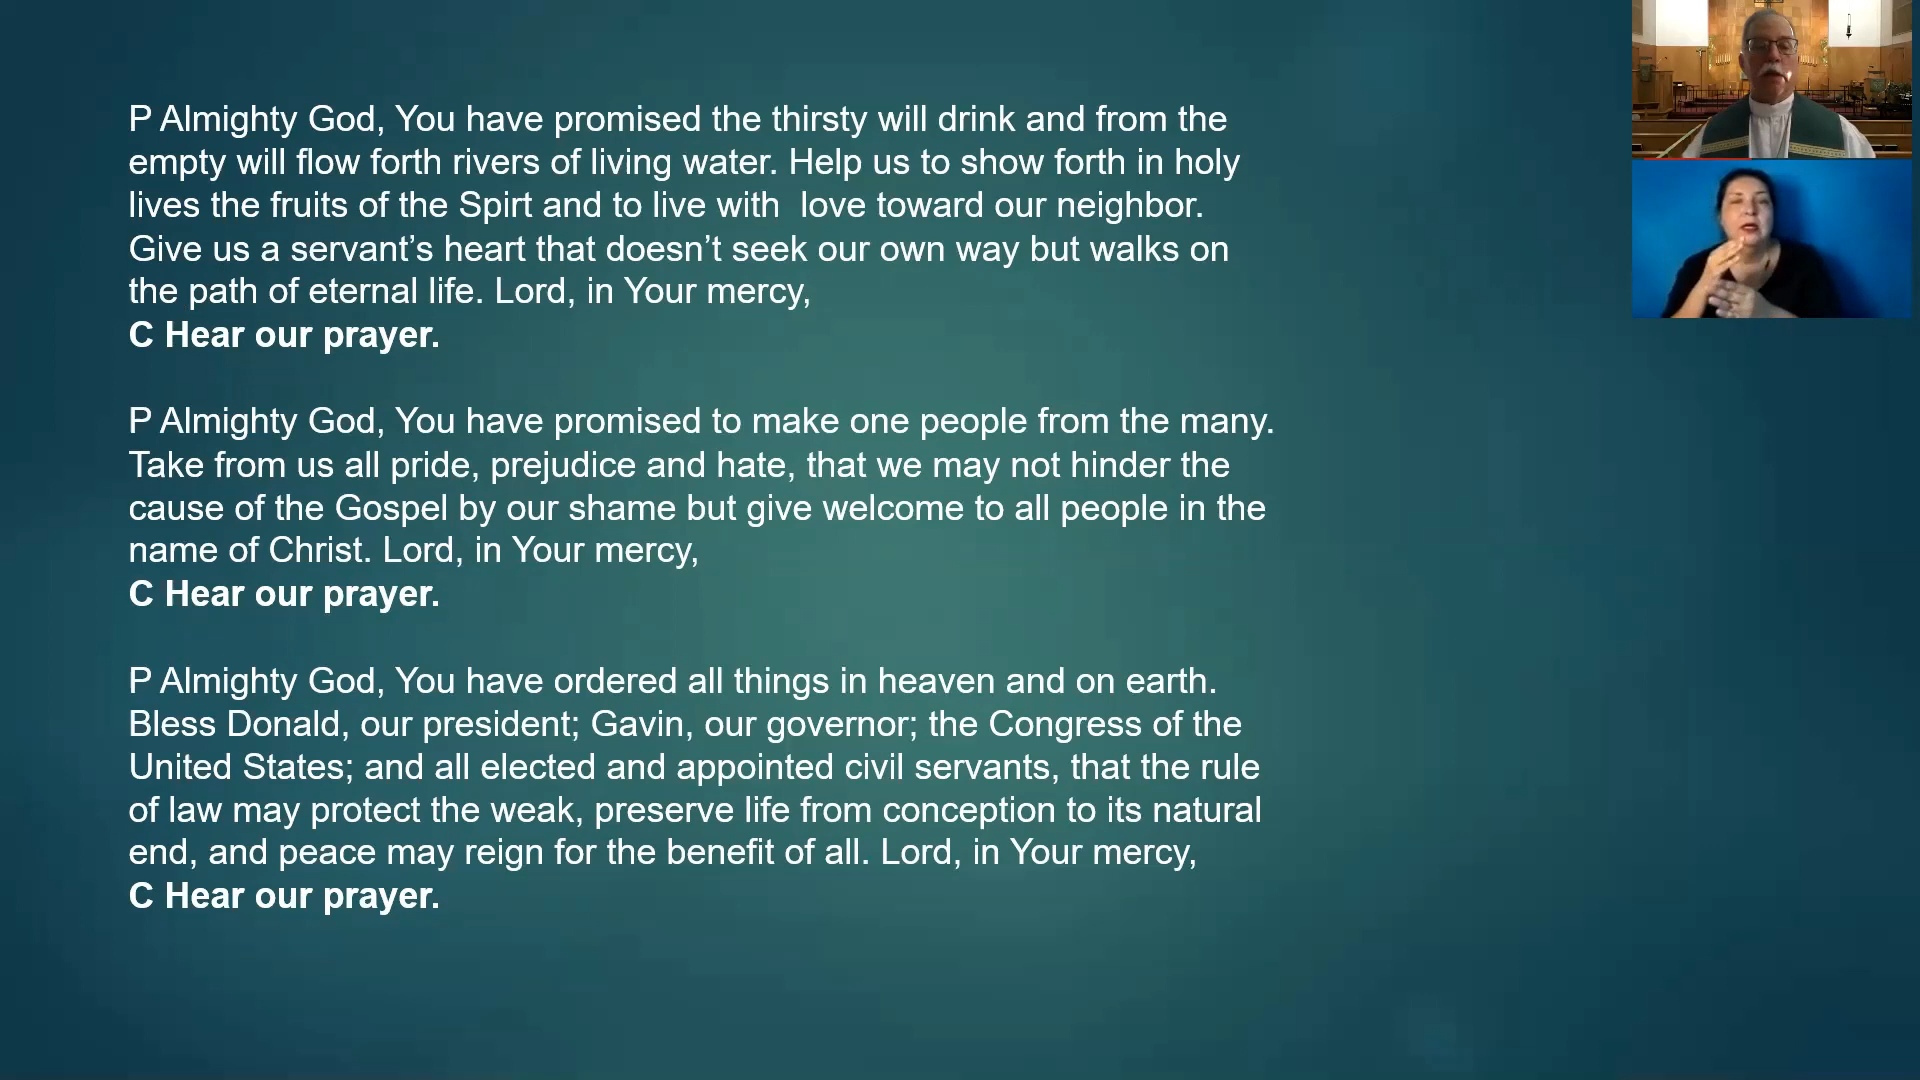 P Almighty God, You have promised the thirsty will drink and from the
empty will flow forth rivers of living water. Help us to show forth in holy
lives the fruits of the Spirt and to live with  love toward our neighbor.
Give us a servant’s heart that doesn’t seek our own way but walks on
the path of eternal life. Lord, in Your mercy,
C Hear our prayer.
P Almighty God, You have promised to make one people from the many.
Take from us all pride, prejudice and hate, that we may not hinder the
cause of the Gospel by our shame but give welcome to all people in the
name of Christ. Lord, in Your mercy,
C Hear our prayer.
P Almighty God, You have ordered all things in heaven and on earth.
Bless Donald, our president; Gavin, our governor; the Congress of the
United States; and all elected and appointed civil servants, that the rule
of law may protect the weak, preserve life from conception to its natural
end, and peace may reign for the benefit of all. Lord, in Your mercy,
C Hear our prayer.